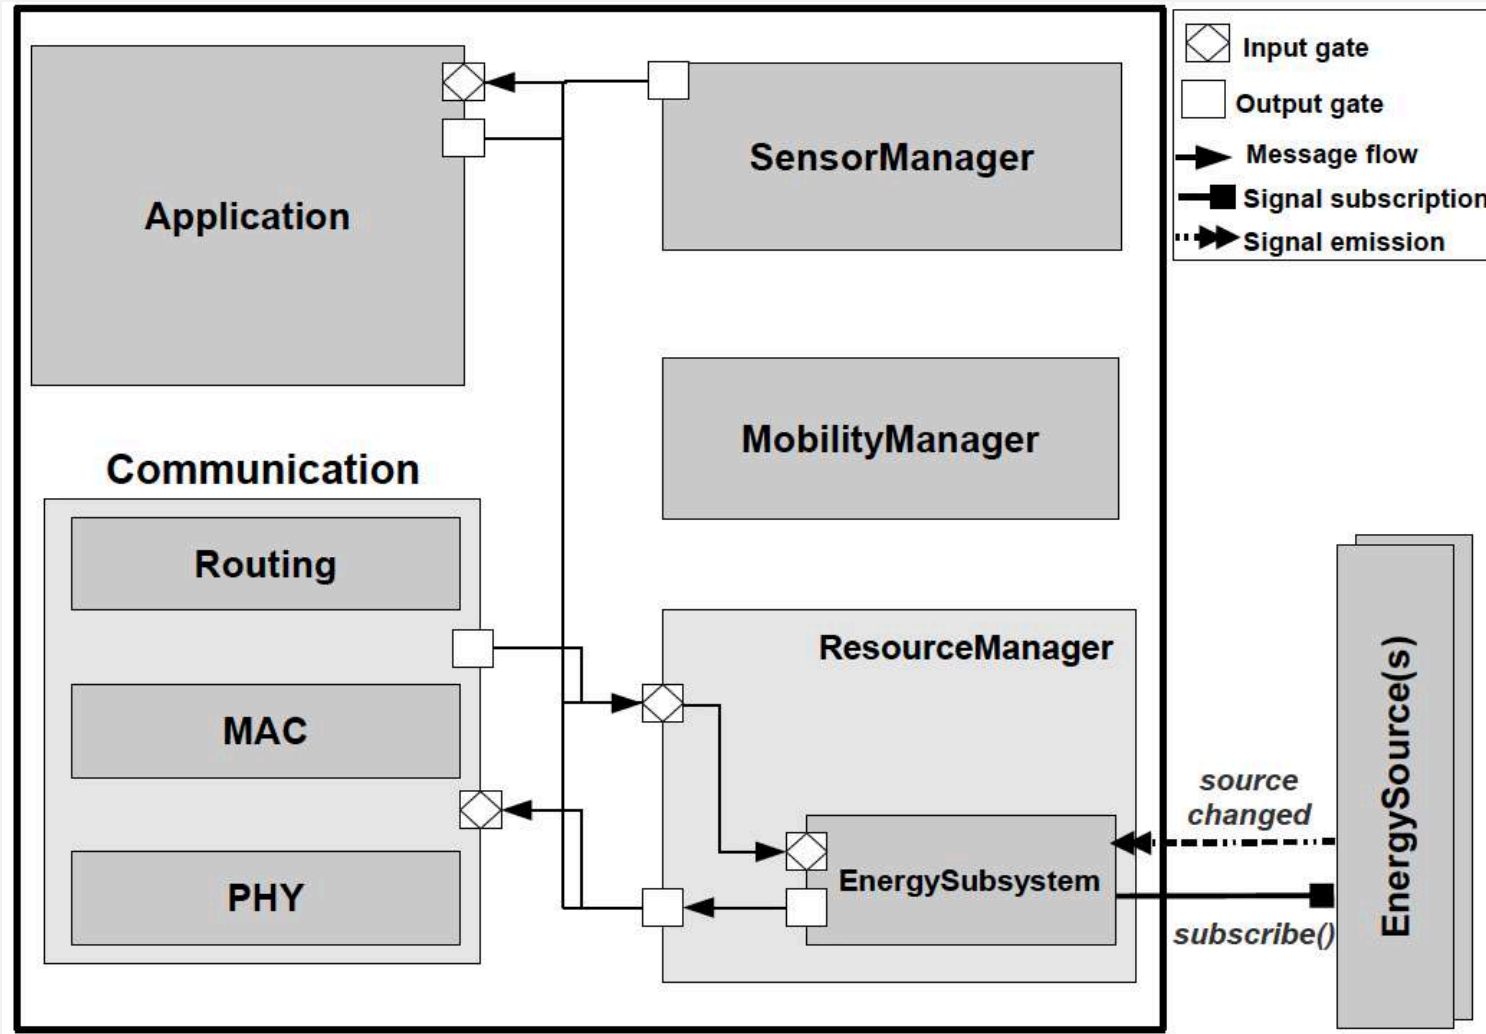 Application
SensorManager
MobilityManager
Communication
Routing
MAC
PHY
ResourceManager
EnergySubsystem
source
changed
subscribe()
EnergySource(s)
Input gate
Output gate
Message flow
Signal subscription
Signal emission